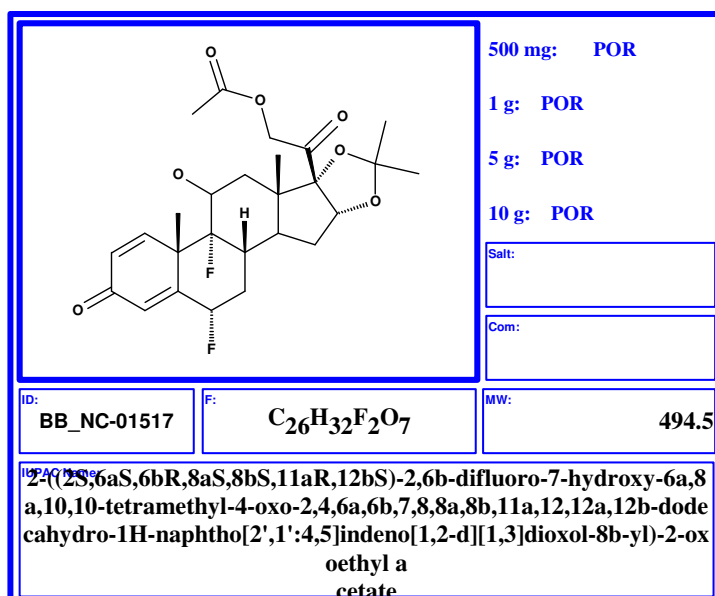 500 mg: POR
1 g: POR
5 g: POR
10 g: POR
Salt:
Com:
O
O
O
O
O
O
H
F
O
F
ID:
BB_NC-01517
F:
C26H32F2O7
MW:
494.5
IUPAC Name:
2-((2S,6aS,6bR,8aS,8bS,11aR,12bS)-2,6b-difluoro-7-hydroxy-6a,8
a,10,10-tetramethyl-4-oxo-2,4,6a,6b,7,8,8a,8b,11a,12,12a,12b-dode
cahydro-1H-naphtho[2',1':4,5]indeno[1,2-d][1,3]dioxol-8b-yl)-2-ox
oethyl a
cetate